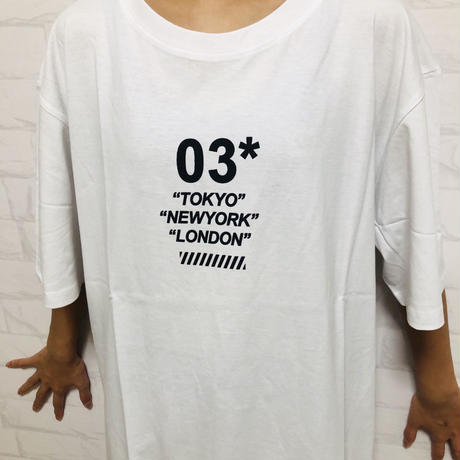 03*
“TOKYO”
“NEWYORK”
“LONDON”